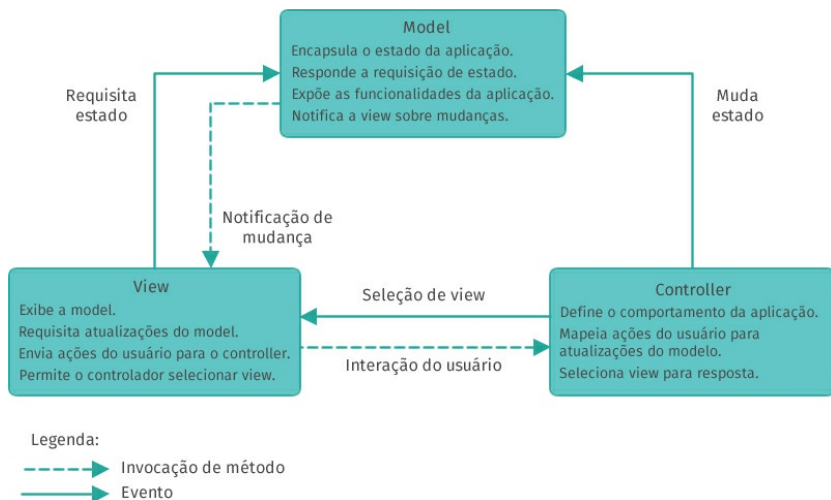 Model
Encapsula o estado da aplicação.
Responde a requisição de estado.
Expõe as funcionalidades da aplicação.
Notifica a view sobre mudanças.
Requisita
estado
Muda
estado
Notificação de
mudança
View
Exibe a model.
Requisita atualizações do model.
Envia ações do usuário para o controller.
Permite o controlador selecionar view.
Seleção de view
Interação do usuário
Controller
Define o comportamento da aplicação.
Mapeia ações do usuário para
atualizações do modelo.
Seleciona view para resposta.
Legenda:
Invocação de método
Evento